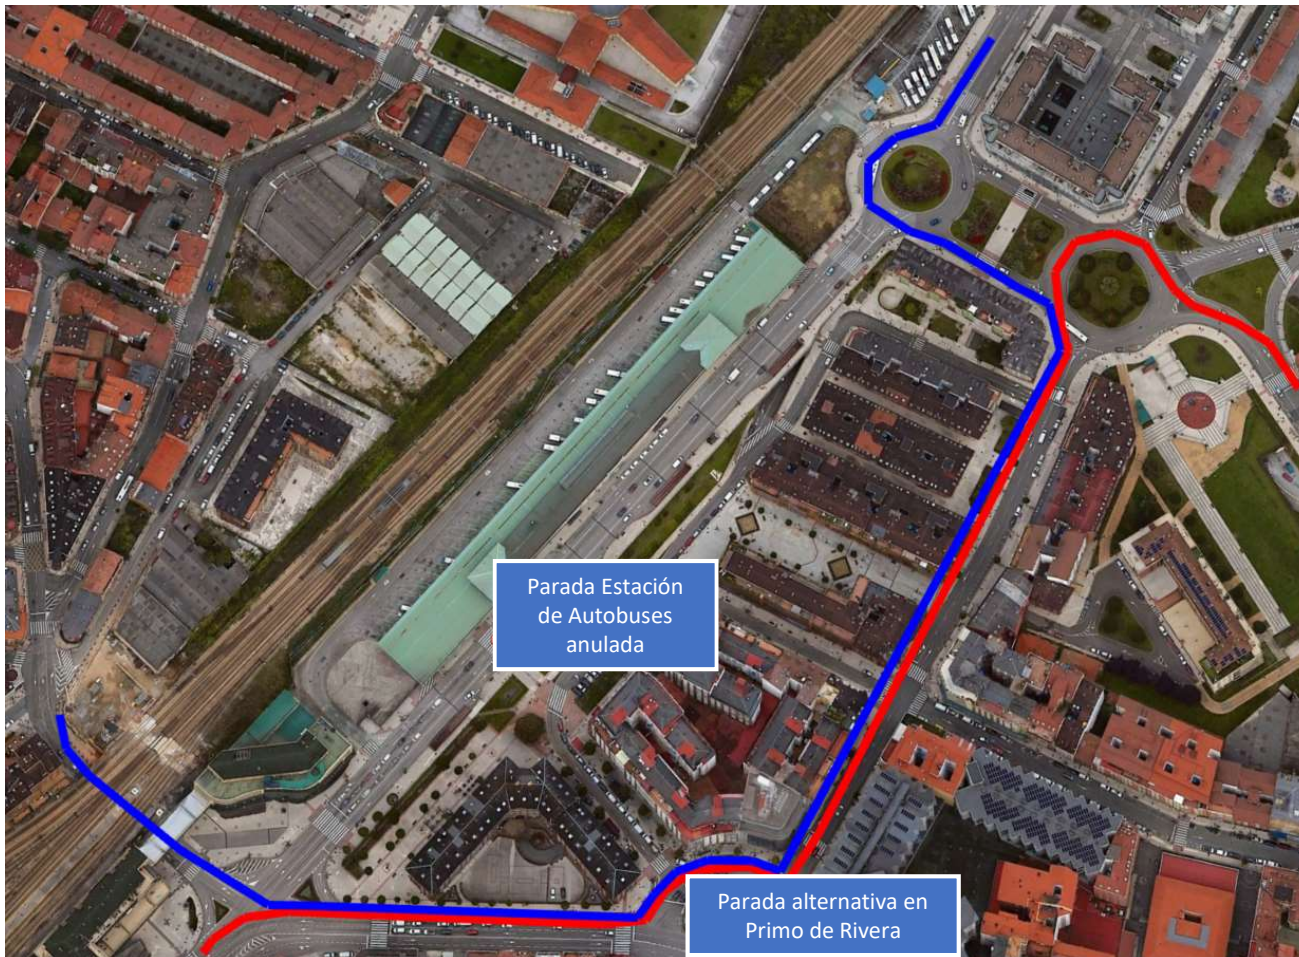 Parada Estación
de Autobuses
anulada
Parada alternativa en
Primo de Rivera